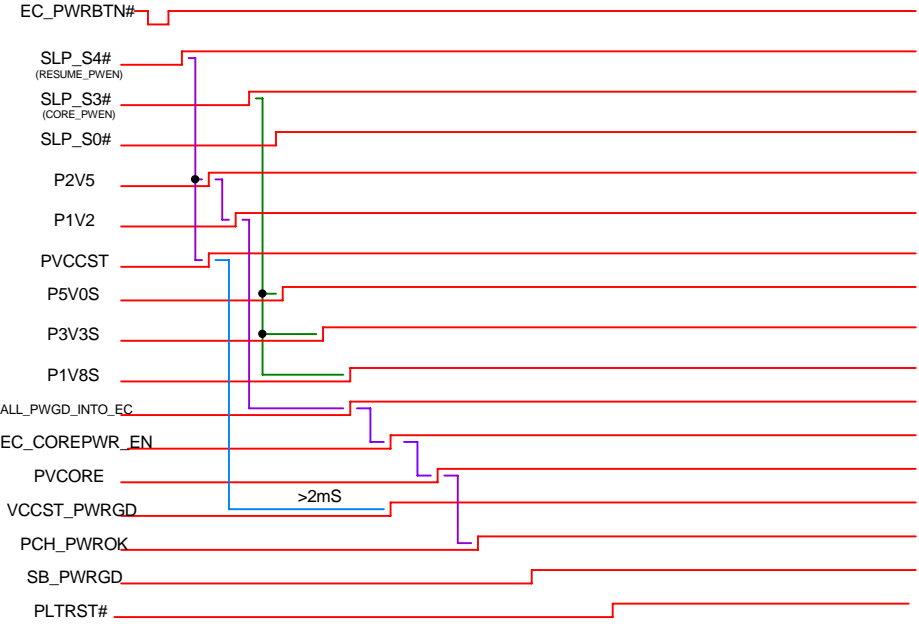 EC_PWRBTN#
SLP_S4#
(RESUME_PWEN)
SLP_S3#
(CORE_PWEN)
SLP_S0#
P2V5
P1V2
PVCCST
P5V0S
P3V3S
P1V8S
ALL_PWGD_INTO_EC
EC_COREPWR_EN
PVCORE
>2mS
VCCST_PWRGD
PCH_PWROK
SB_PWRGD
PLTRST#